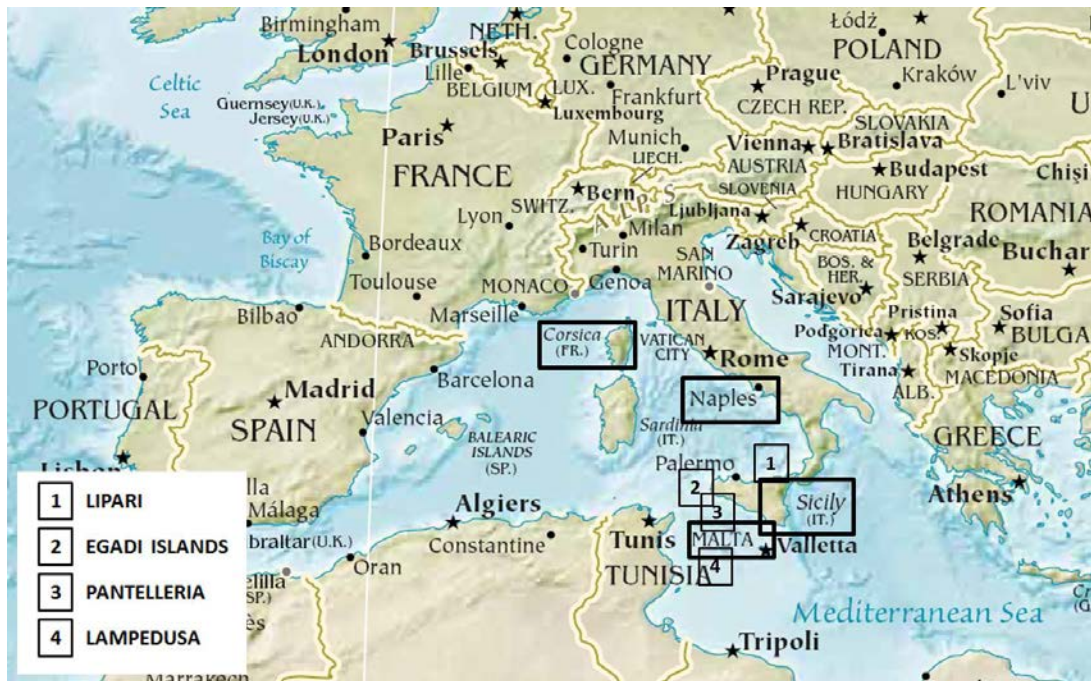 Birmingham
London
NETH.
Brussels
Lille
BELGIUM
LUX.
Luxembourg
Cologne
GERMANY
Frankfurt
Łódź
POLAND
Prague
Kraków
L'viv
CZECH REP.
SLOVAKIA
Celtic
Sea
Guernsey (U.K.)
Jersey (U.K.)
Paris
Munich
LIECH.
Vienna
Bratislava
AUSTRIA
Budapest
HUNGARY
FRANCE
Bern
SWITZ.
ALPS
SLOVENIA
Ljubljana
Zagreb
CROATIA
ROMANIA
Lyon
Milan
Turin
Bay of
Biscay
Bordeaux
Toulouse
MONACO
Genoa
SAN
MARINO
BOS. &
HER.
Belgrade
SERBIA
Sarajevo
Marseille
Bilbao
ANDORRA
Corsica
(FR.)
ITALY
VATICAN
CITY
Rome
Podgorica
MONT.
Pristina
KOS.
Sofia
Skopje
MACEDONIA
Tirana
ALB.
Porto
Madrid
Barcelona
PORTUGAL
SPAIN
Valencia
Naples
BALEARIC
ISLANDS
(SP.)
Sardinia
(IT.)
Palermo
1
2
3
Sicily
(IT.)
GREECE
Athens
Málaga
(U.K.)
Algiers
Constantine
Oran
Tunis
TUNISIA
MALTA
Valletta
4
(SP.)
Mediterranean Sea
Tripoli
1 LIPARI
2 EGADI ISLANDS
3 PANTELLERIA
4 LAMPEDUSA